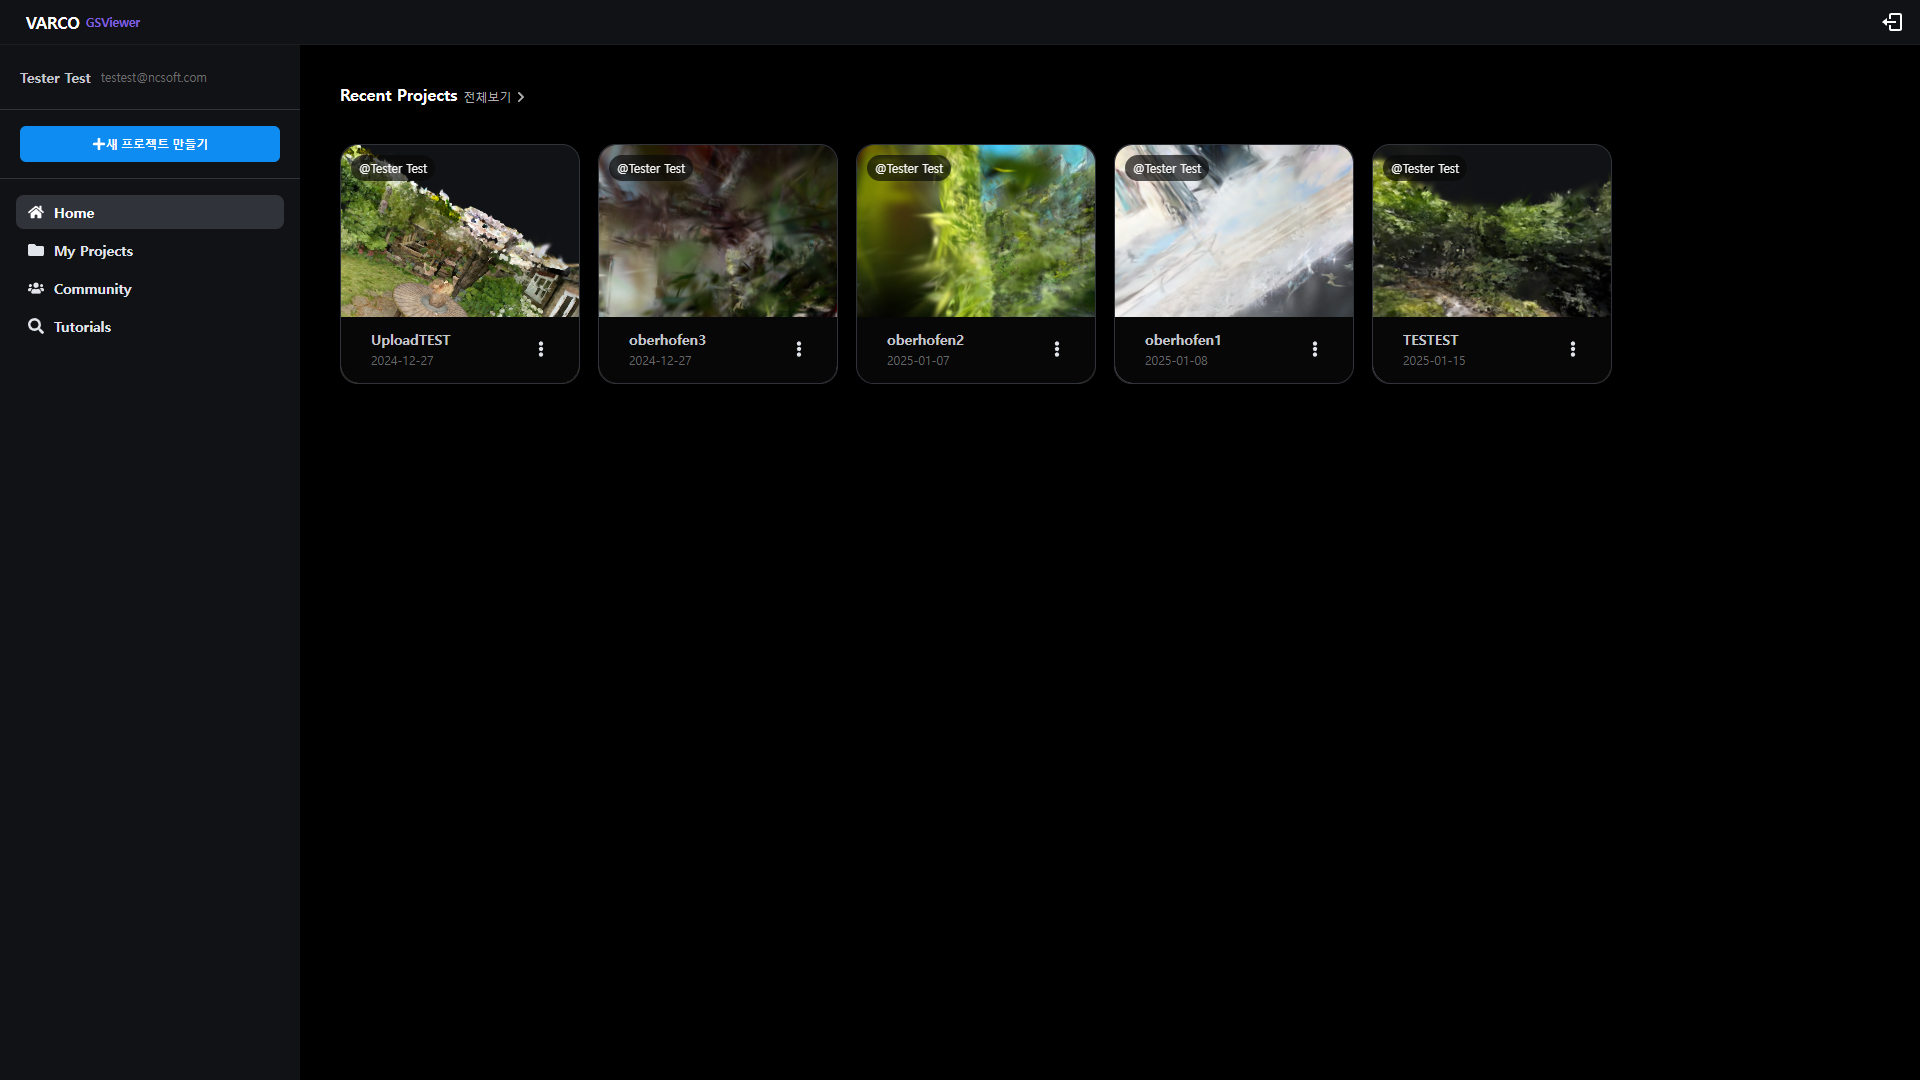 VARCO GSViewer
Tester Test testest@ncsoft.com
새 프로젝트 만들기
Home
My Projects
Community
Tutorials
Recent Projects 전체보기
@Tester Test
UploadTEST
2024-12-27
@Tester Test
oberhofen3
2024-12-27
@Tester Test
oberhofen2
2025-01-07
@Tester Test
oberhofen1
2025-01-08
@Tester Test
TESTEST
2025-01-15